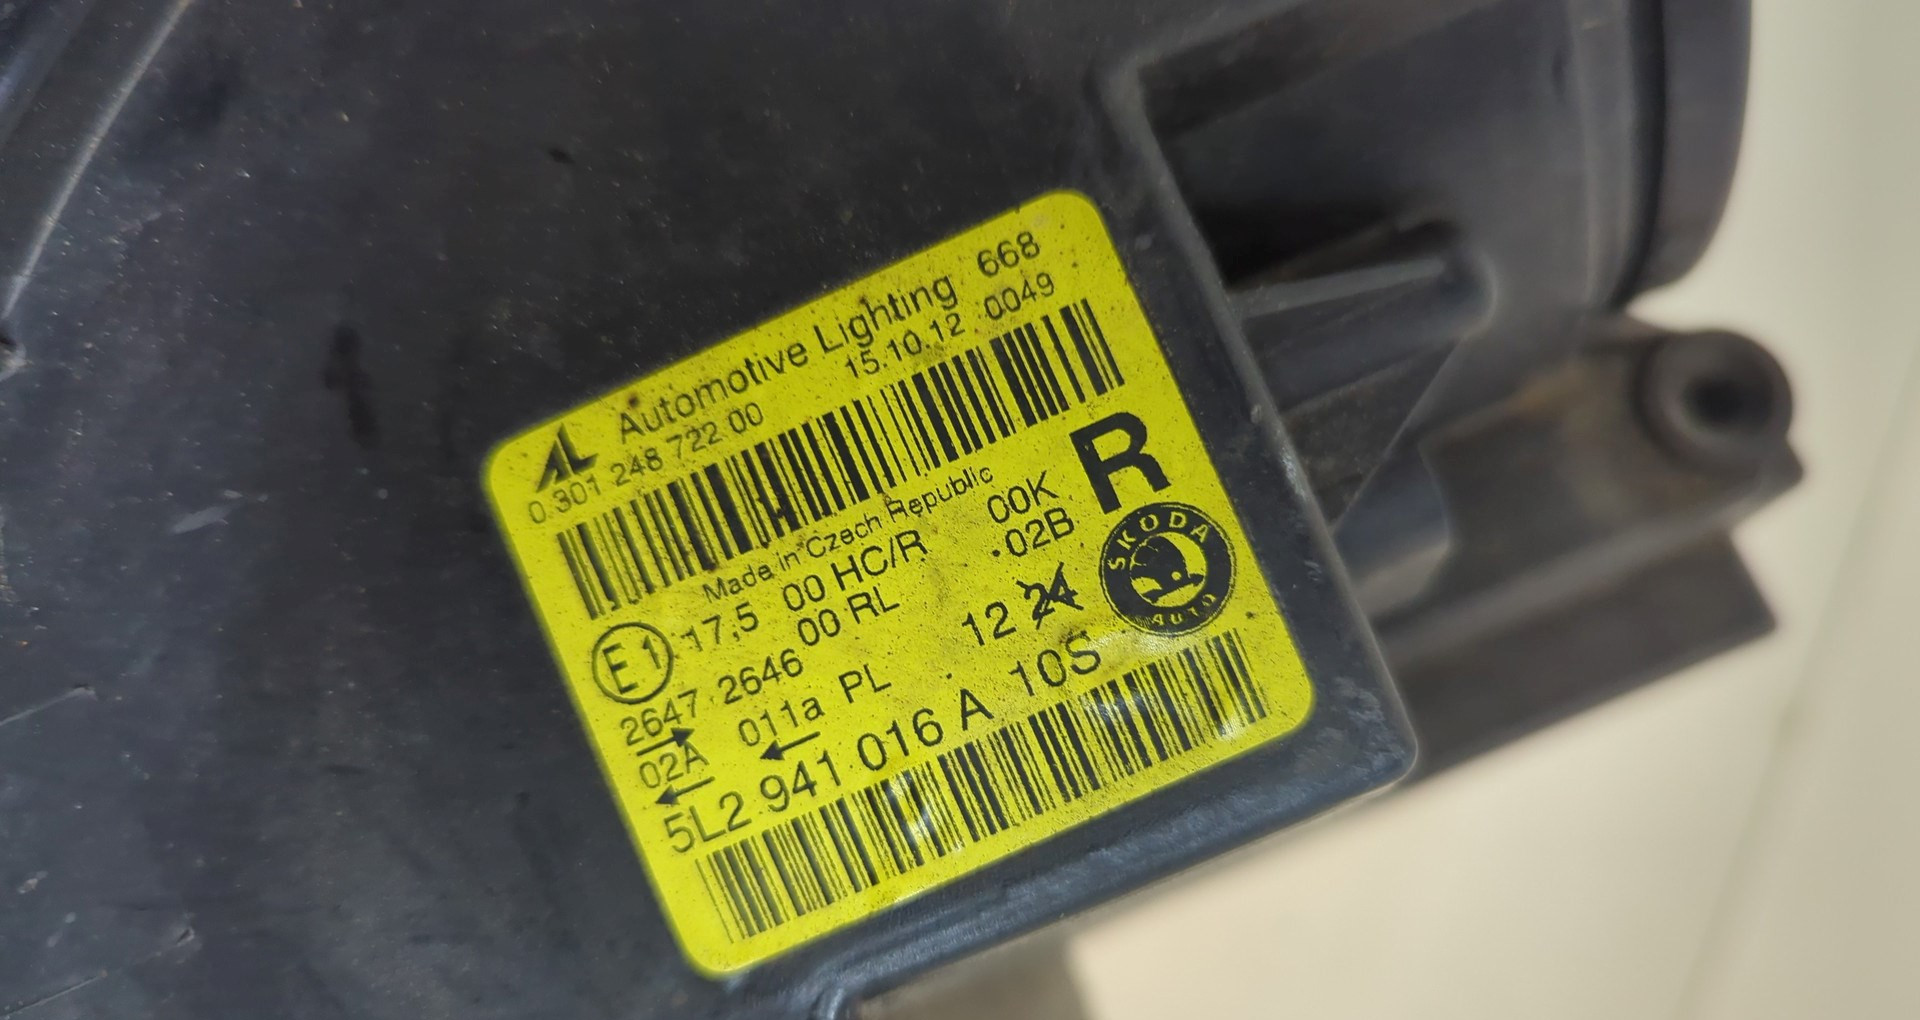 AL Automotive Lighting 668
0.301 248 722 00 15.10.12 0049
Made in Czech Republic
R
E1 17,5 00 HC/R 00K
00 RL .02B
2647 2646 12 24
02A 011a PL
5L2 941 016 A 10S
SKODA
AUTO